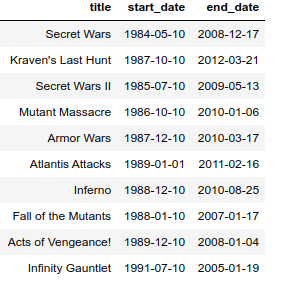 title start_date end_date
Secret Wars 1984-05-10 2008-12-17
Kraven's Last Hunt 1987-10-10 2012-03-21
Secret Wars II 1985-07-10 2009-05-13
Mutant Massacre 1986-10-10 2010-01-06
Armor Wars 1987-12-10 2010-03-17
Atlantis Attacks 1989-01-01 2011-02-16
Inferno 1988-12-10 2010-08-25
Fall of the Mutants 1988-01-10 2007-01-17
Acts of Vengeance! 1989-12-10 2008-01-04
Infinity Gauntlet 1991-07-10 2005-01-19